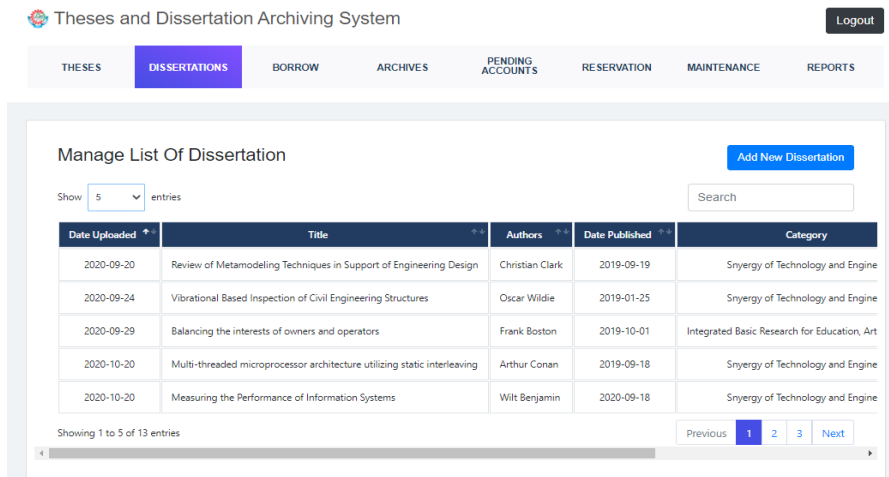 Theses and Dissertation Archiving System
Logout
THESES DISSERTATIONS BORROW ARCHIVES PENDING ACCOUNTS RESERVATION MAINTENANCE REPORTS
Manage List Of Dissertation
Add New Dissertation
Show 5 entries
Search
Date Uploaded Title Authors Date Published Category
2020-09-20 Review of Metamodeling Techniques in Support of Engineering Design Christian Clark 2019-09-19 Snyergy of Technology and Engine
2020-09-24 Vibrational Based Inspection of Civil Engineering Structures Oscar Wildie 2019-01-25 Snyergy of Technology and Engine
2020-09-29 Balancing the interests of owners and operators Frank Boston 2019-10-01 Integrated Basic Research for Education, Art
2020-10-20 Multi-threaded microprocessor architecture utilizing static interleaving Arthur Conan 2019-09-18 Snyergy of Technology and Engine
2020-10-20 Measuring the Performance of Information Systems Wilt Benjamin 2020-09-18 Snyergy of Technology and Engine
Showing 1 to 5 of 13 entries
Previous 1 2 3 Next